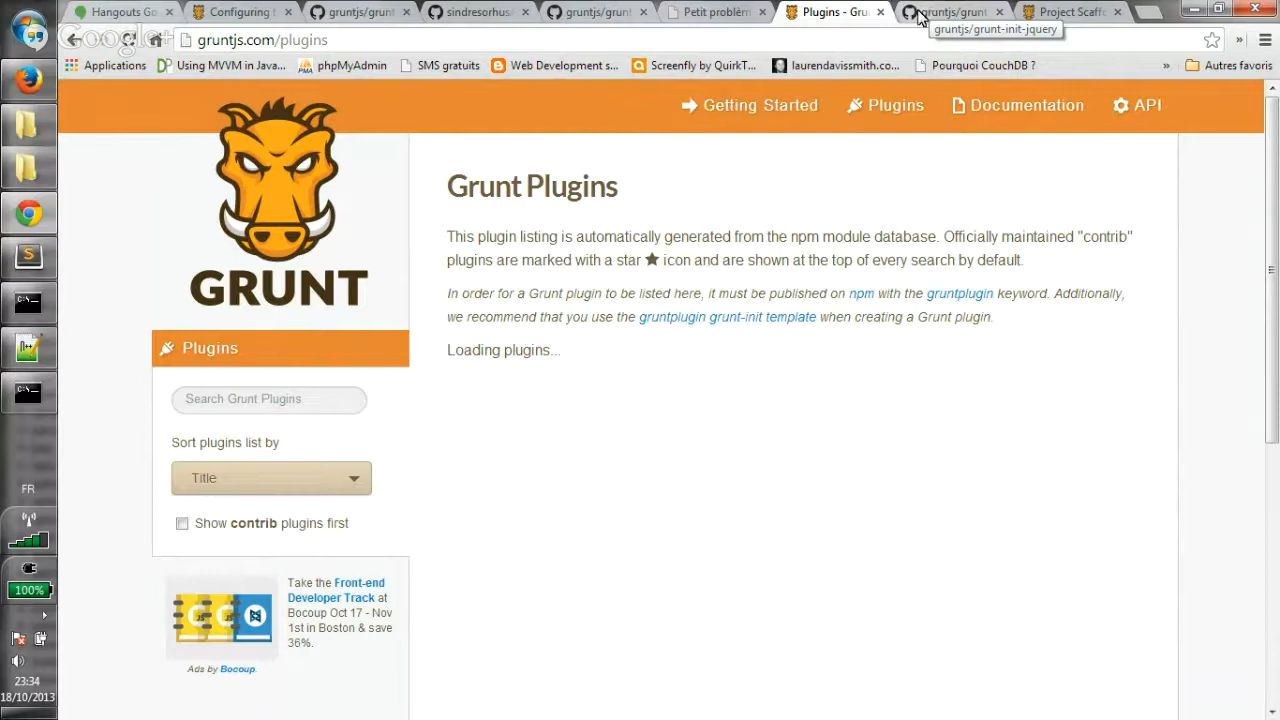 Hangouts Go
Configuring t
gruntjs/grunt
sindresorhus
gruntjs/grunt
Petit problèm
Plugins - Gru
gruntjs/grunt
Project Scaffo
gruntjs.com/plugins
gruntjs/grunt-init-jquery
Applications
Using MVVM in Java...
phpMyAdmin
SMS gratuits
Web Development s...
Screenfly by QuirkT...
laurendavissmith.co...
Pourquoi CouchDB ?
»
Autres favoris
Google
Getting Started
Plugins
Documentation
API
GRUNT
Grunt Plugins
This plugin listing is automatically generated from the npm module database. Officially maintained "contrib"
plugins are marked with a star ★ icon and are shown at the top of every search by default.
In order for a Grunt plugin to be listed here, it must be published on npm with the gruntplugin keyword. Additionally,
we recommend that you use the gruntplugin grunt-init template when creating a Grunt plugin.
Loading plugins...
Plugins
Search Grunt Plugins
Sort plugins list by
Title
Show contrib plugins first
Take the Front-end
Developer Track at
Bocoup Oct 17 - Nov
1st in Boston & save
36%.
Ads by Bocoup.
FR
100%
23:34
18/10/2013